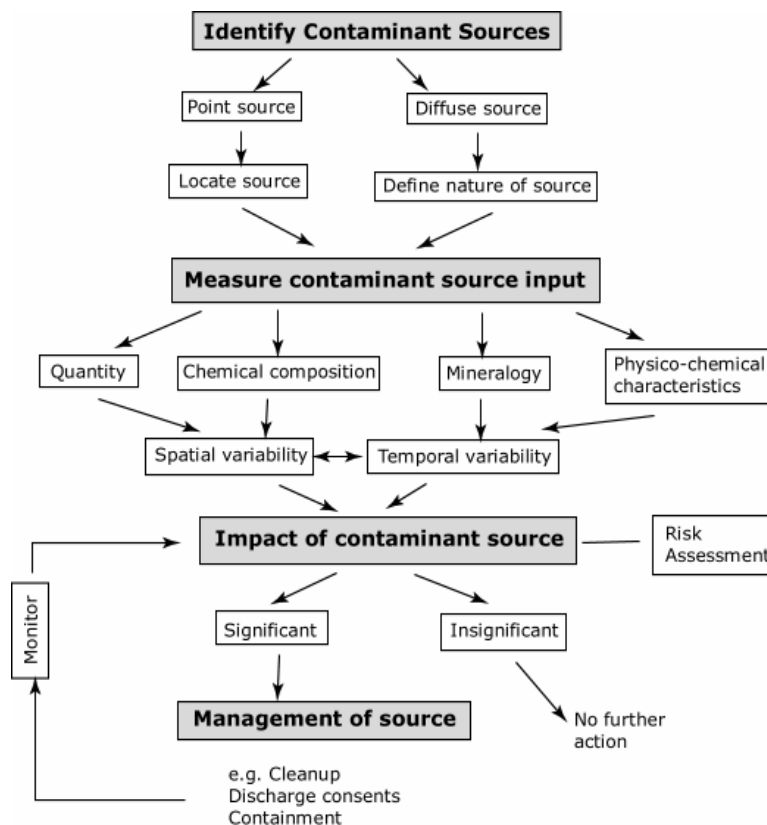 Identify Contaminant Sources
Point source
Diffuse source
Locate source
Define nature of source
Measure contaminant source input
Quantity
Chemical composition
Mineralogy
Physico-chemical
characteristics
Spatial variability
Temporal variability
Impact of contaminant source
Risk
Assessment
Monitor
Significant
Insignificant
Management of source
No further
action
e.g. Cleanup
Discharge consents
Containment